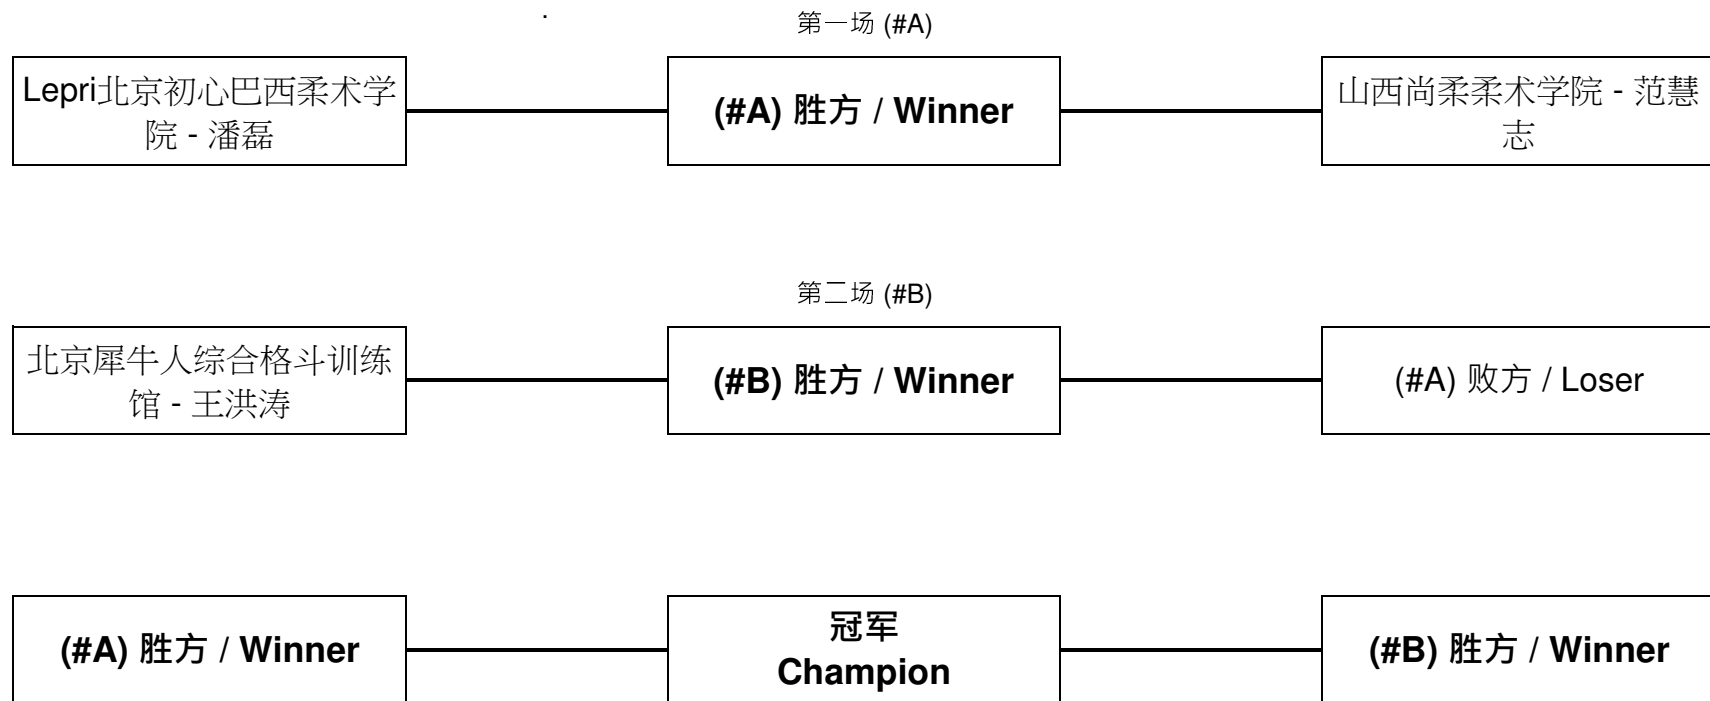 第一场 (#A)
Lepri北京初心巴西柔术学
院 - 潘磊
(#A) 胜方 / Winner
山西尚柔柔术学院 - 范慧
志
第二场 (#B)
北京犀牛人综合格斗训练
馆 - 王洪涛
(#B) 胜方 / Winner
(#A) 败方 / Loser
(#A) 胜方 / Winner
冠军
Champion
(#B) 胜方 / Winner